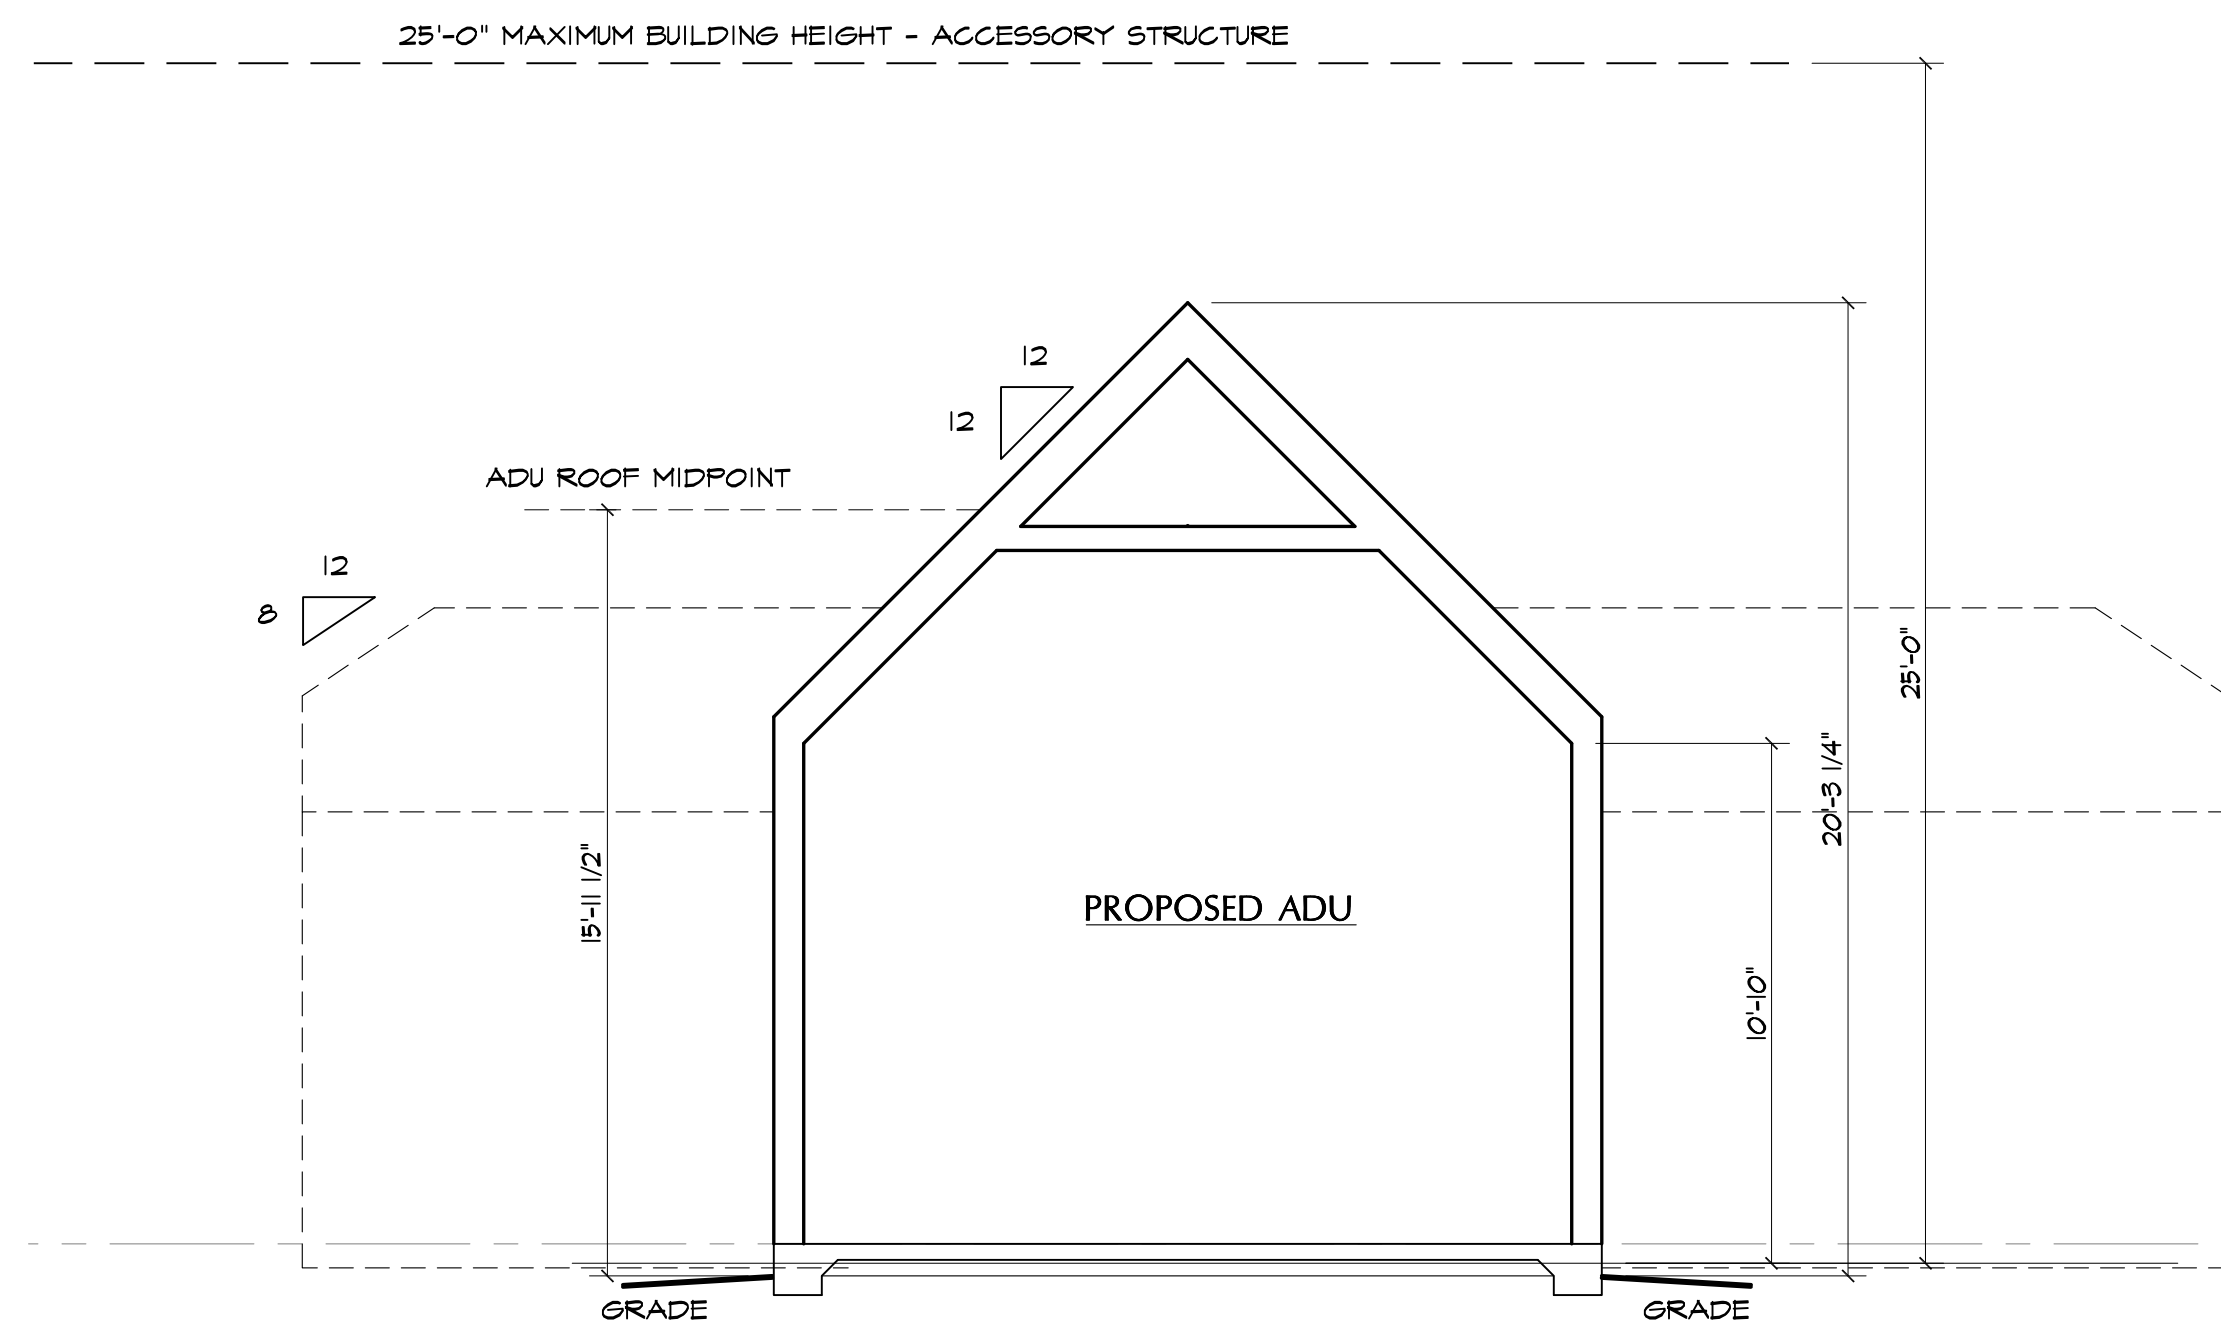 25'-0" MAXIMUM BUILDING HEIGHT - ACCESSORY STRUCTURE
12
12
ADU ROOF MIDPOINT
12
8
25'-0"
20'-3 1/4"
15'-11 1/2"
PROPOSED ADU
10'-10"
GRADE
GRADE